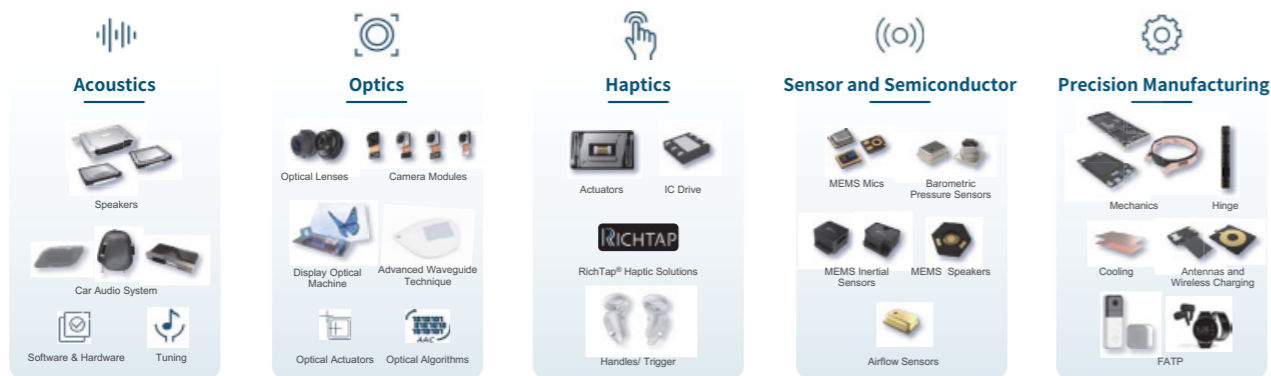 Acoustics
Speakers
Car Audio System
Software & Hardware
Tuning
Optics
Optical Lenses
Camera Modules
Display Optical
Machine
Advanced Waveguide
Technique
Optical Actuators
AAC
Optical Algorithms
Haptics
Actuators
IC Drive
RICHTAP
RichTap® Haptic Solutions
Handles/ Trigger
Sensor and Semiconductor
MEMS Mics
Barometric
Pressure Sensors
MEMS Inertial
Sensors
MEMS Speakers
Airflow Sensors
Precision Manufacturing
Mechanics
Hinge
Cooling
Antennas and
Wireless Charging
FATP